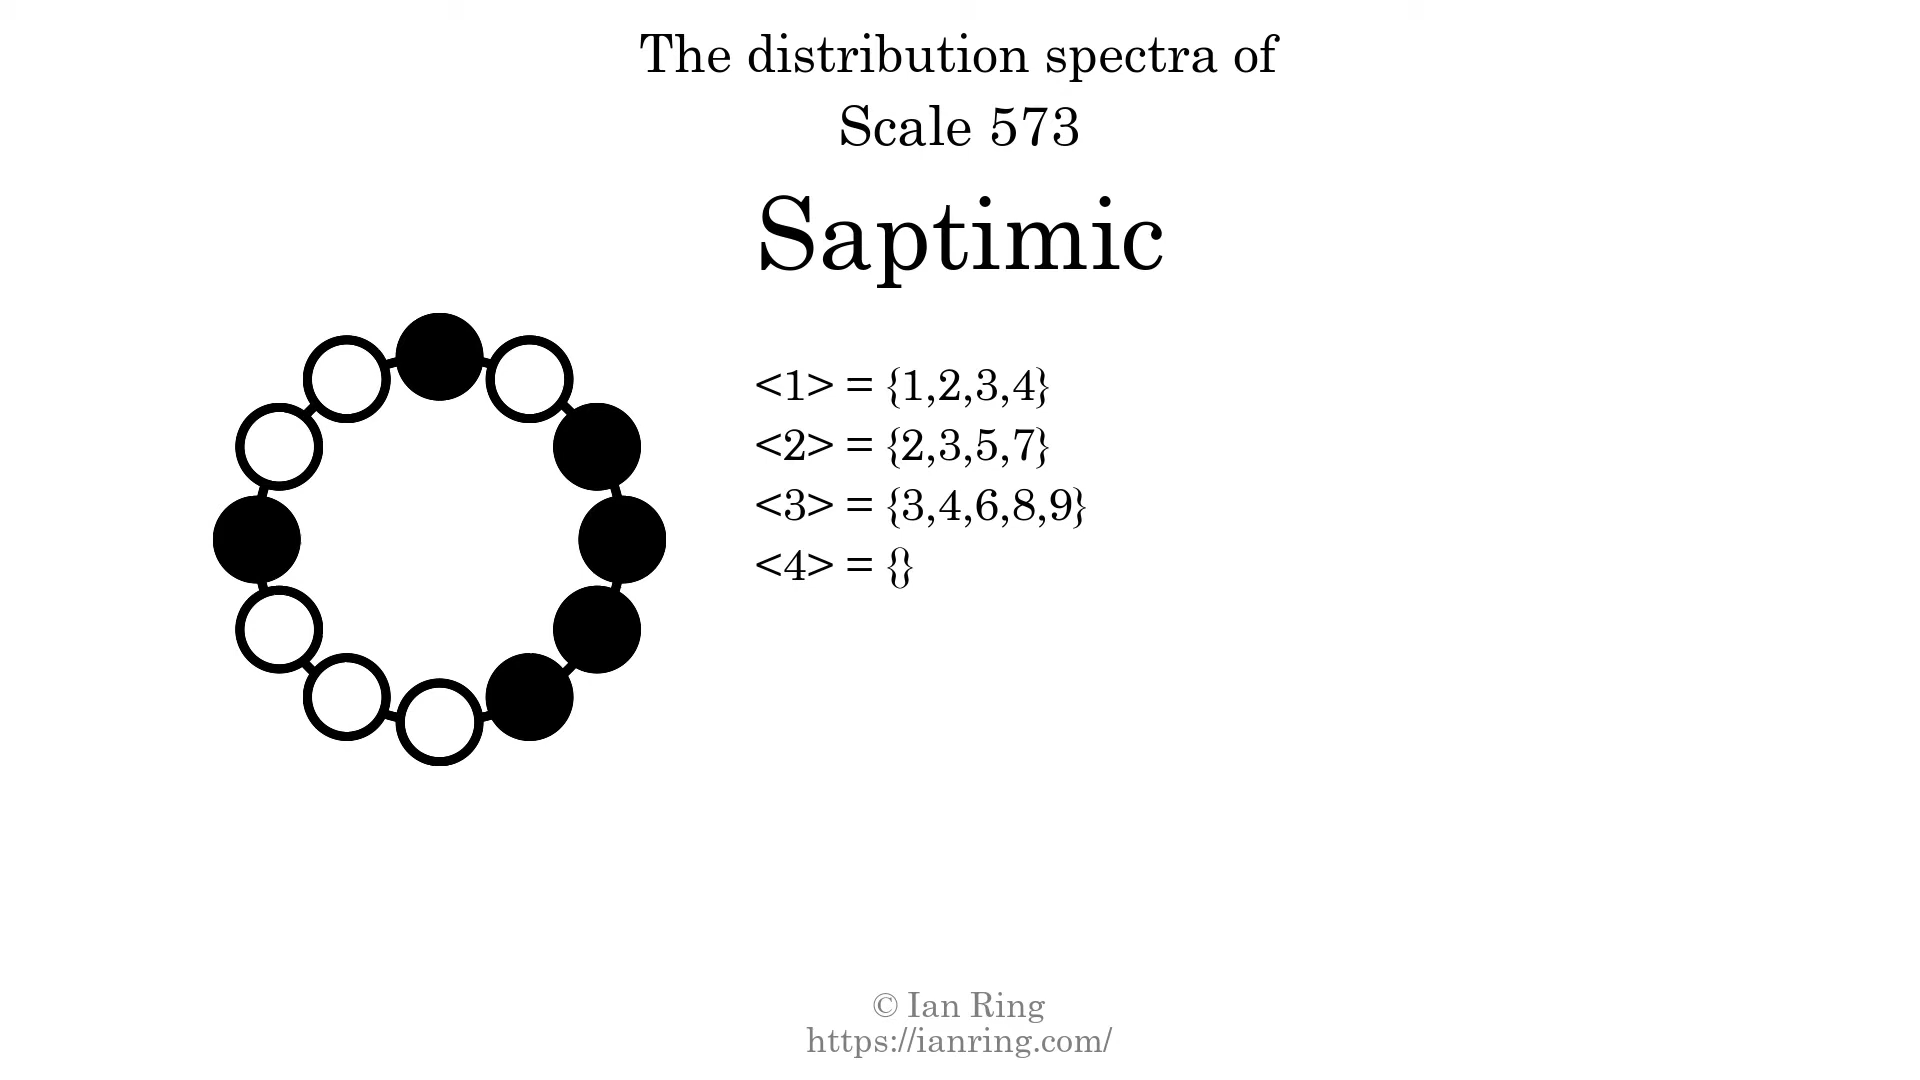 The distribution spectra of
Scale 573
Saptimic
<1> = {1,2,3,4}
<2> = {2,3,5,7}
<3> = {3,4,6,8,9}
<4> = {}
© Ian Ring
https://ianring.com/